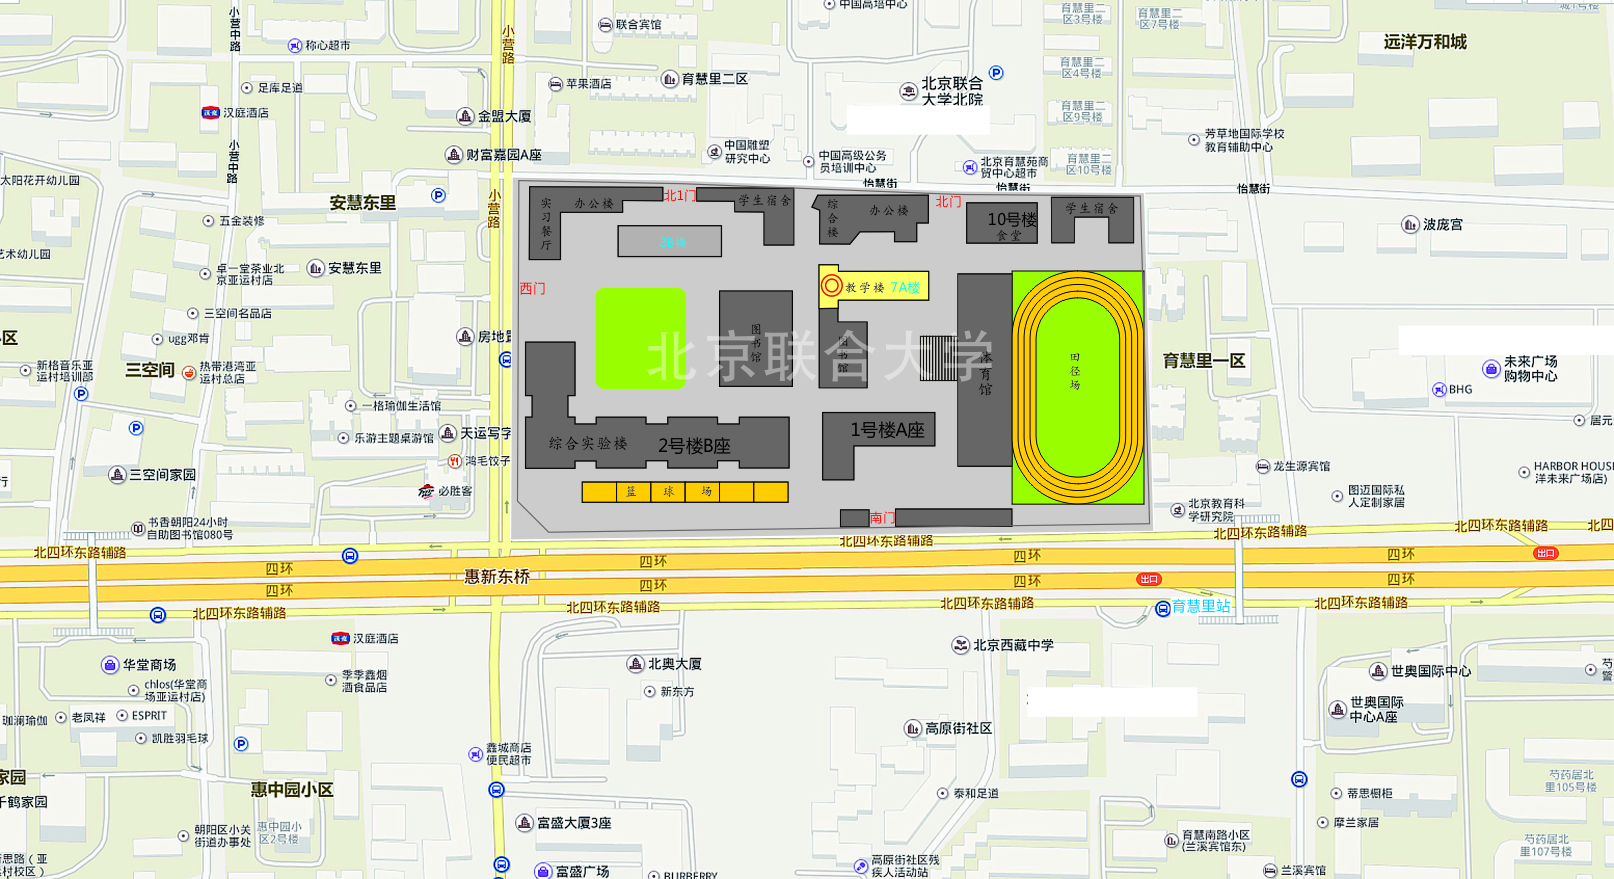 小营中路
称心超市
足库足道
汉庭酒店
小营中路
太阳花开幼儿园
安慧东里
五金装修
艺术幼儿园
卓一堂茶业北
京亚运村店
安慧东里
三空间名品店
ugg邓肯
新格音乐亚
运村培训部
三空间
热带港湾亚
运村总店
一格瑜伽生活馆
乐游主题桌游馆
三空间家园
书香朝阳24小时
自助图书馆080号
小营路
联合宾馆
苹果酒店
育慧里二区
金盟大厦
财富嘉园A座
中国雕塑
研究中心
中国高培中心
北京联合
大学北院
中国高级公务
员培训中心
北京育慧苑商
贸中心超市
育慧里二
区3号楼
育慧里二
区7号楼
育慧里二
区4号楼
育慧里二
区9号楼
育慧里二
区10号楼
远洋万和城
芳草地国际学校
教育辅助中心
怡慧街
怡慧街
怡慧街
小营路
波庞宫
实习餐厅
办公楼
北1门
学生宿舍
综合楼
办公楼
北门
10号楼
食堂
学生宿舍
西门
教学楼
7A楼
图书馆
图书馆
北京联合大学
体育馆
田径场
综合实验楼
2号楼B座
1号楼A座
篮球场
南门
房地
天运写字
鸿毛饺子
必胜客
育慧里一区
未来广场
购物中心
BHG
居元
龙生源宾馆
图迈国际私
人定制家居
HARBOR HOUSE
洋未来广场店)
北京教育科
学研究院
北四环东路辅路
北四环东路辅路
北四环东路辅路
北四环东路辅路
四环
四环
四环
四环
出口
惠新东桥
四环
四环
四环
四环
出口
北四环东路辅路
北四环东路辅路
北四环东路辅路
北四环东路辅路
育慧里站
汉庭酒店
华堂商场
chlos(华堂商
场亚运村店)
季季鑫烟
酒食品店
珈澜瑜伽
老凤祥
ESPRIT
凯胜羽毛球
家园
千鹤家园
惠中园小区
朝阳区小关
街道办事处
惠中园小
区2号楼
北奥大厦
新东方
鑫城商店
便民超市
富盛大厦3座
富盛广场
BURBERRY
北京西藏中学
高原街社区
泰和足道
高原街社区残
疾人活动站
世奥国际中心
世奥国际
中心A座
蒂思橱柜
摩兰家居
育慧南路小区
(兰溪宾馆东)
兰溪宾馆
芍药居北
里105号楼
芍药居北
里107号楼